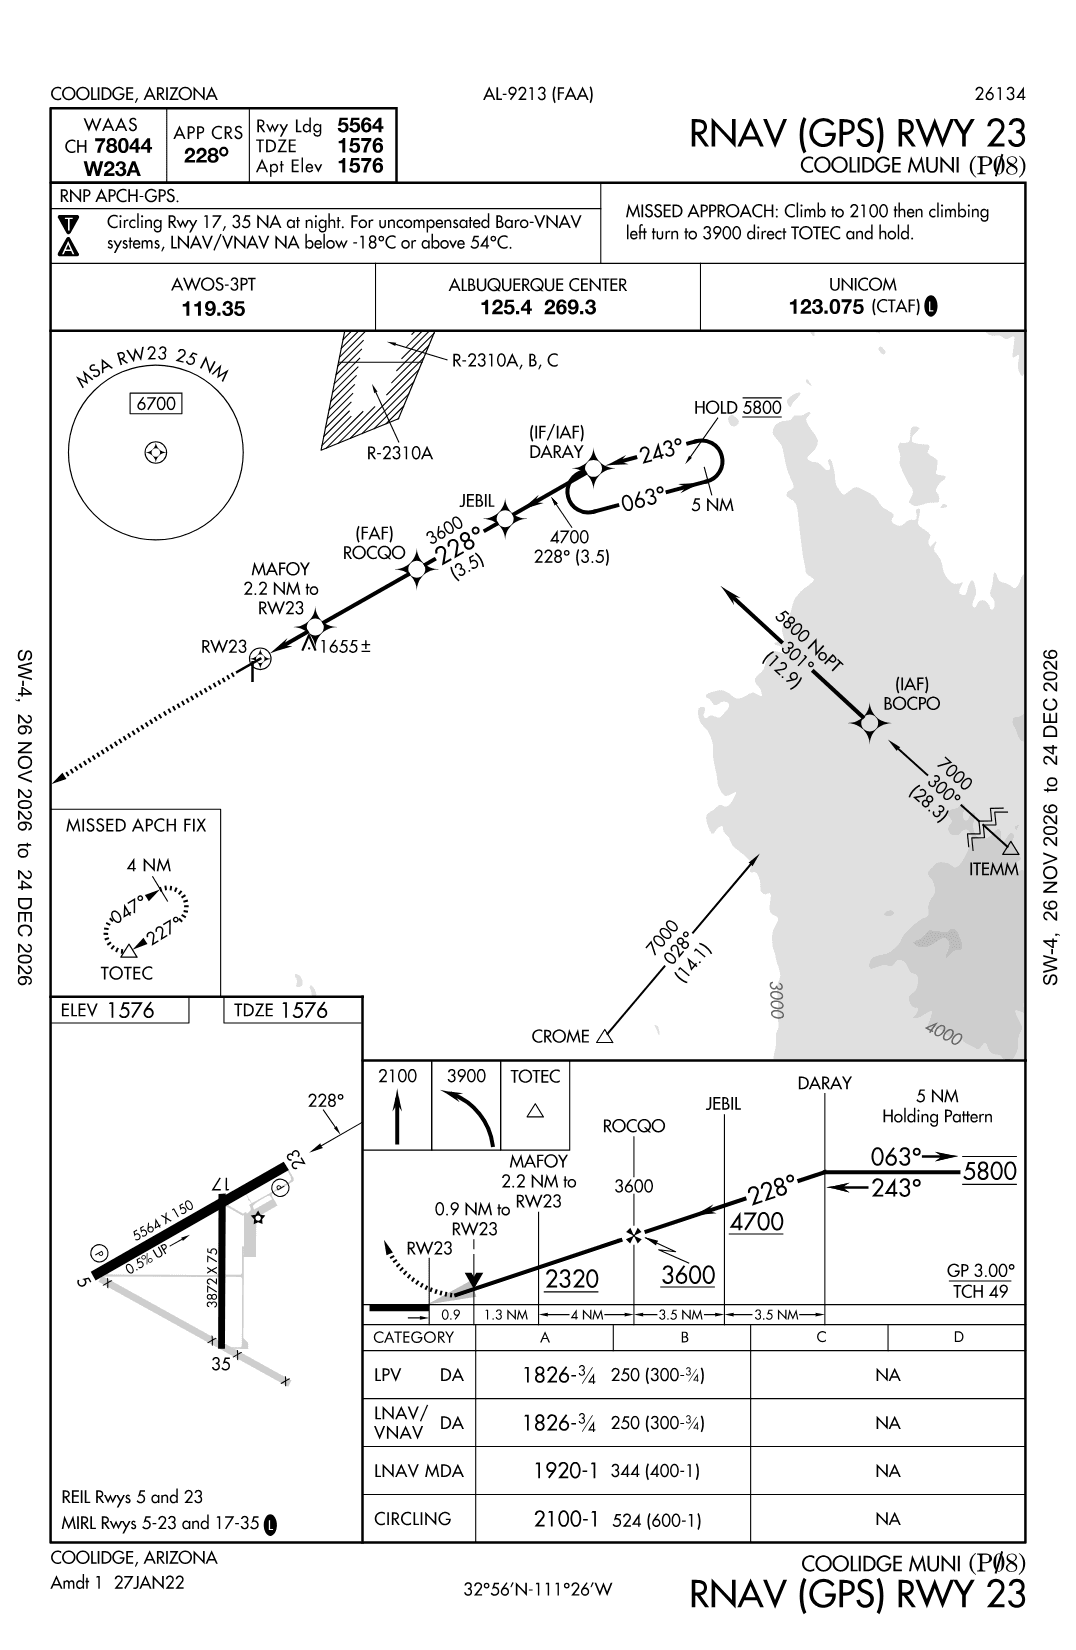 COOLIDGE, ARIZONA
AL-9213 (FAA)
26134
WAAS
CH 78044
W23A
APP CRS
228°
Rwy Ldg 5564
TDZE 1576
Apt Elev 1576
RNAV (GPS) RWY 23
COOLIDGE MUNI (PØ8)
RNP APCH-GPS.
T
A
Circling Rwy 17, 35 NA at night. For uncompensated Baro-VNAV
systems, LNAV/VNAV NA below -18°C or above 54°C.
MISSED APPROACH: Climb to 2100 then climbing
left turn to 3900 direct TOTEC and hold.
AWOS-3PT
119.35
ALBUQUERQUE CENTER
125.4 269.3
UNICOM
123.075 (CTAF) L
MSA RW23 25 NM
6700
R-2310A, B, C
R-2310A
HOLD 5800
(IF/IAF)
DARAY
243°
063°
5 NM
JEBIL
4700
228° (3.5)
(FAF)
ROCQO
3600
228°
(3.5)
MAFOY
2.2 NM to
RW23
RW23
1655±
5800 NoPT
301°
(12.9)
(IAF)
BOCPO
7000
300°
(28.3)
ITEMM
7000
028°
(14.1)
CROME
3000
4000
MISSED APCH FIX
4 NM
047°
227°
TOTEC
SW-4, 26 NOV 2026 to 24 DEC 2026
SW-4, 26 NOV 2026 to 24 DEC 2026
ELEV 1576
TDZE 1576
228°
23
17
P
5564 X 150
0.5% UP
P
5
3872 X 75
35
REIL Rwys 5 and 23
MIRL Rwys 5-23 and 17-35 L
2100
3900
TOTEC
DARAY
JEBIL
ROCQO
5 NM
Holding Pattern
MAFOY
2.2 NM to
RW23
0.9 NM to
RW23
RW23
3600
063°
5800
243°
228°
4700
3600
2320
GP 3.00°
TCH 49
0.9
1.3 NM
4 NM
3.5 NM
3.5 NM
CATEGORY A B C D
LPV DA 1826-¾ 250 (300-¾) NA
LNAV/
VNAV DA 1826-¾ 250 (300-¾) NA
LNAV MDA 1920-1 344 (400-1) NA
CIRCLING 2100-1 524 (600-1) NA
COOLIDGE, ARIZONA
Amdt 1 27JAN22
32°56'N-111°26'W
COOLIDGE MUNI (PØ8)
RNAV (GPS) RWY 23